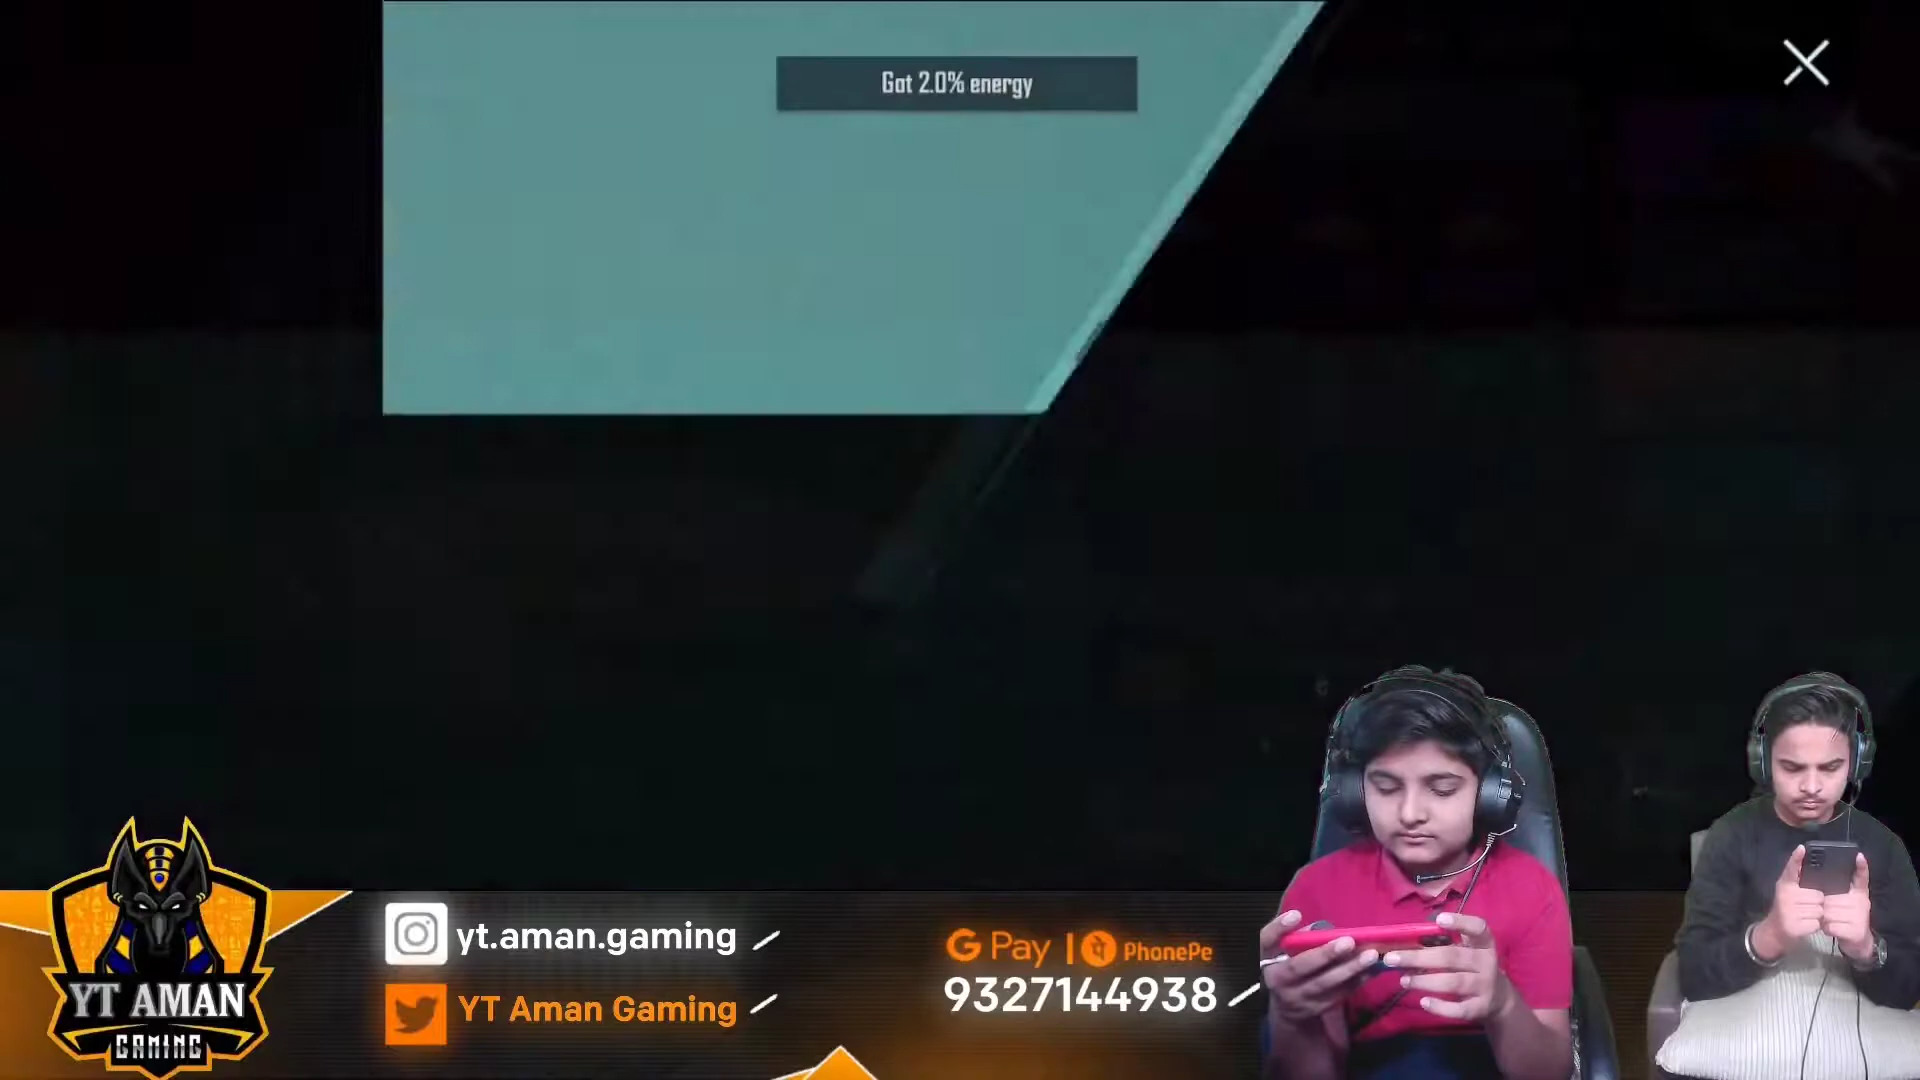 Got 2.0% energy
yt.aman.gaming
G Pay | PhonePe
9327144938
YT Aman Gaming
YT AMAN
GAMING